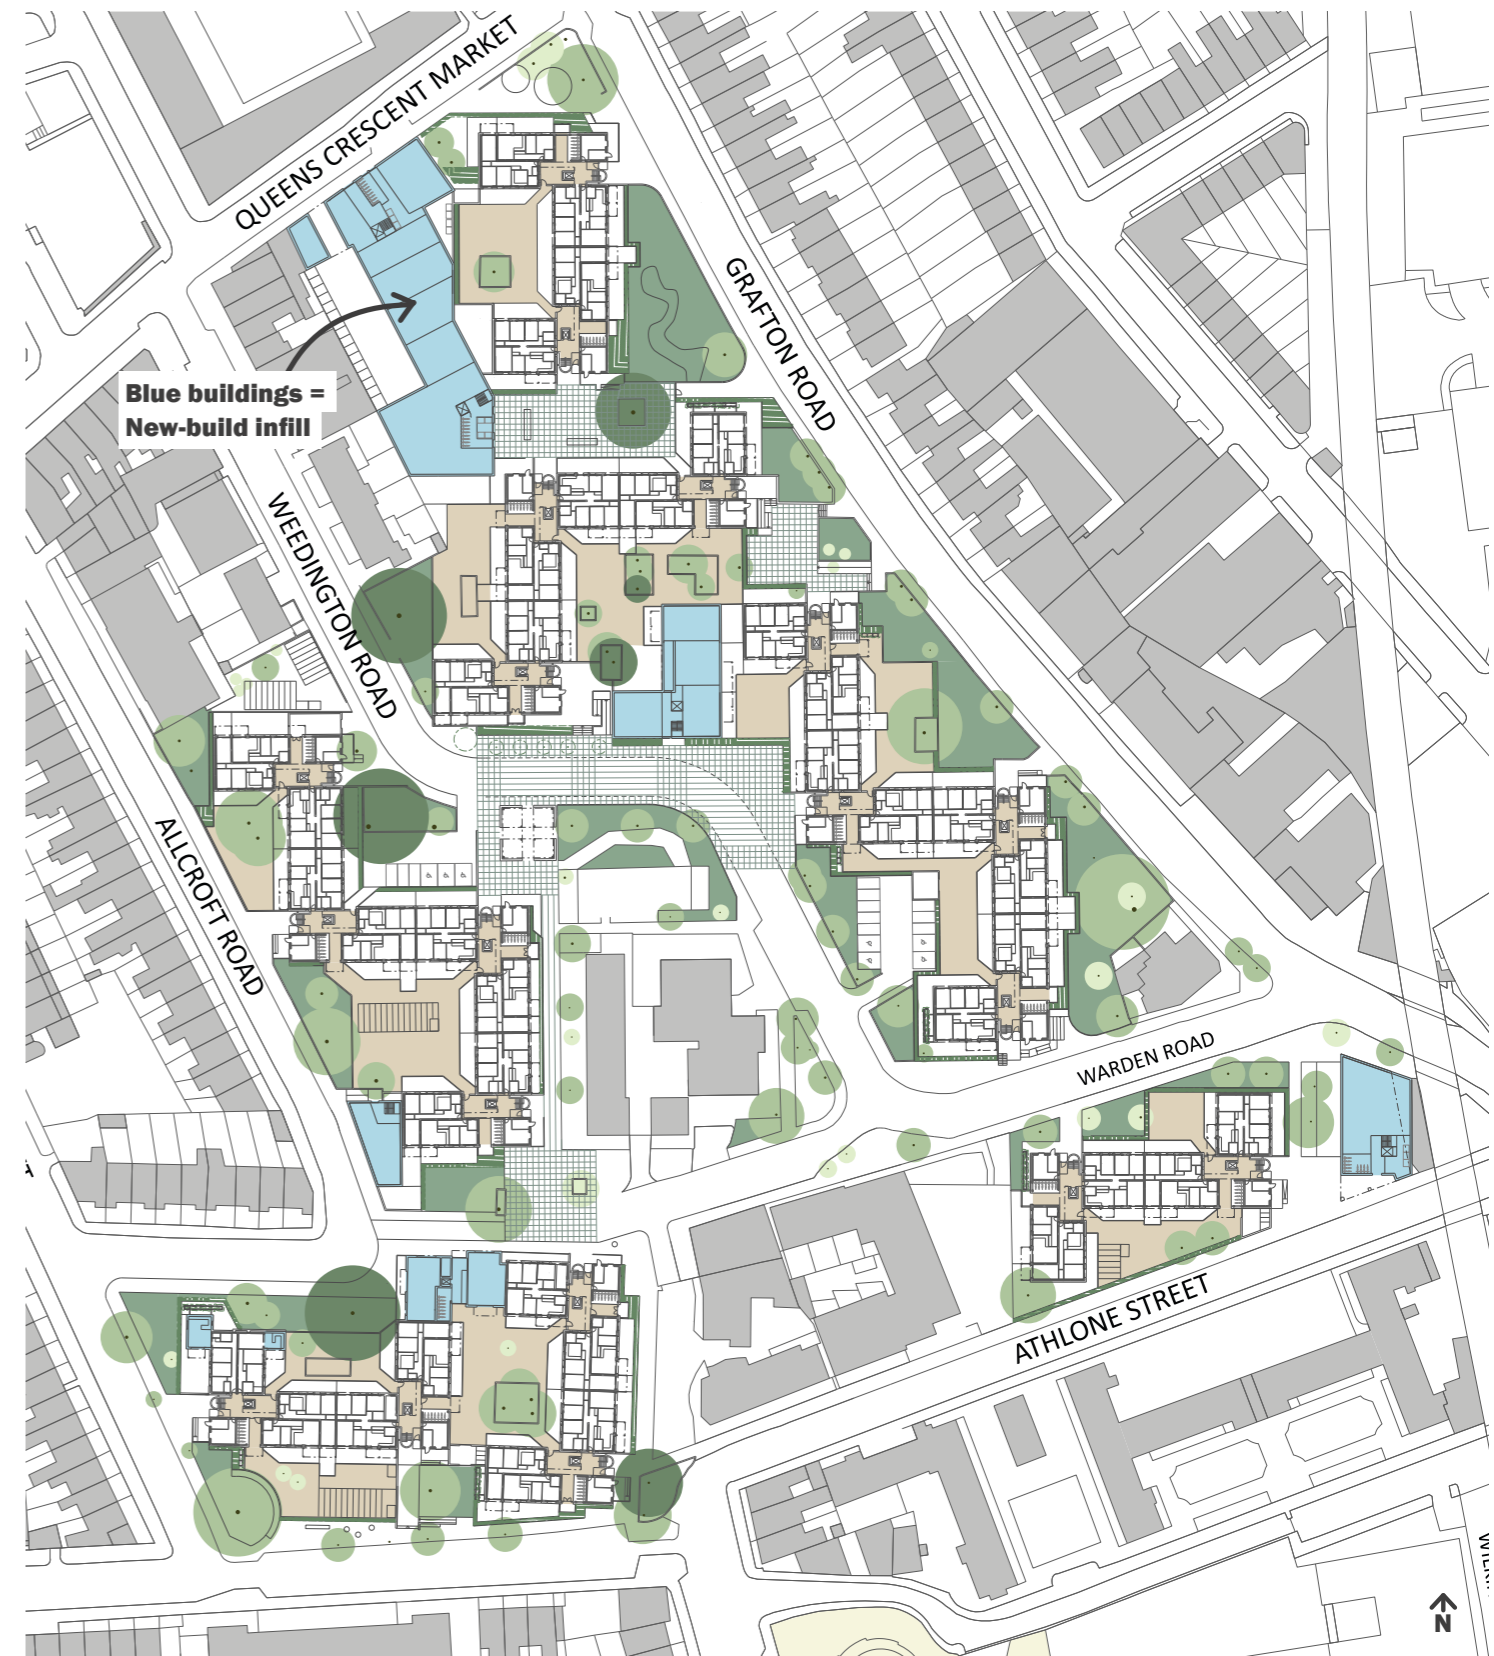 QUEENS CRESCENT MARKET
GRAFTON ROAD
Blue buildings =
New-build infill
WEEDINGTON ROAD
ALLCROFT ROAD
WARDEN ROAD
ATHLONE STREET
N